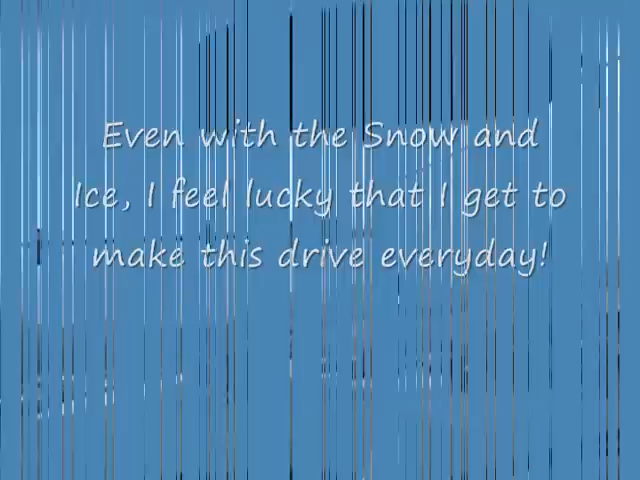 Even with the Snow and
Ice, I feel lucky that I get to
make this drive everyday!